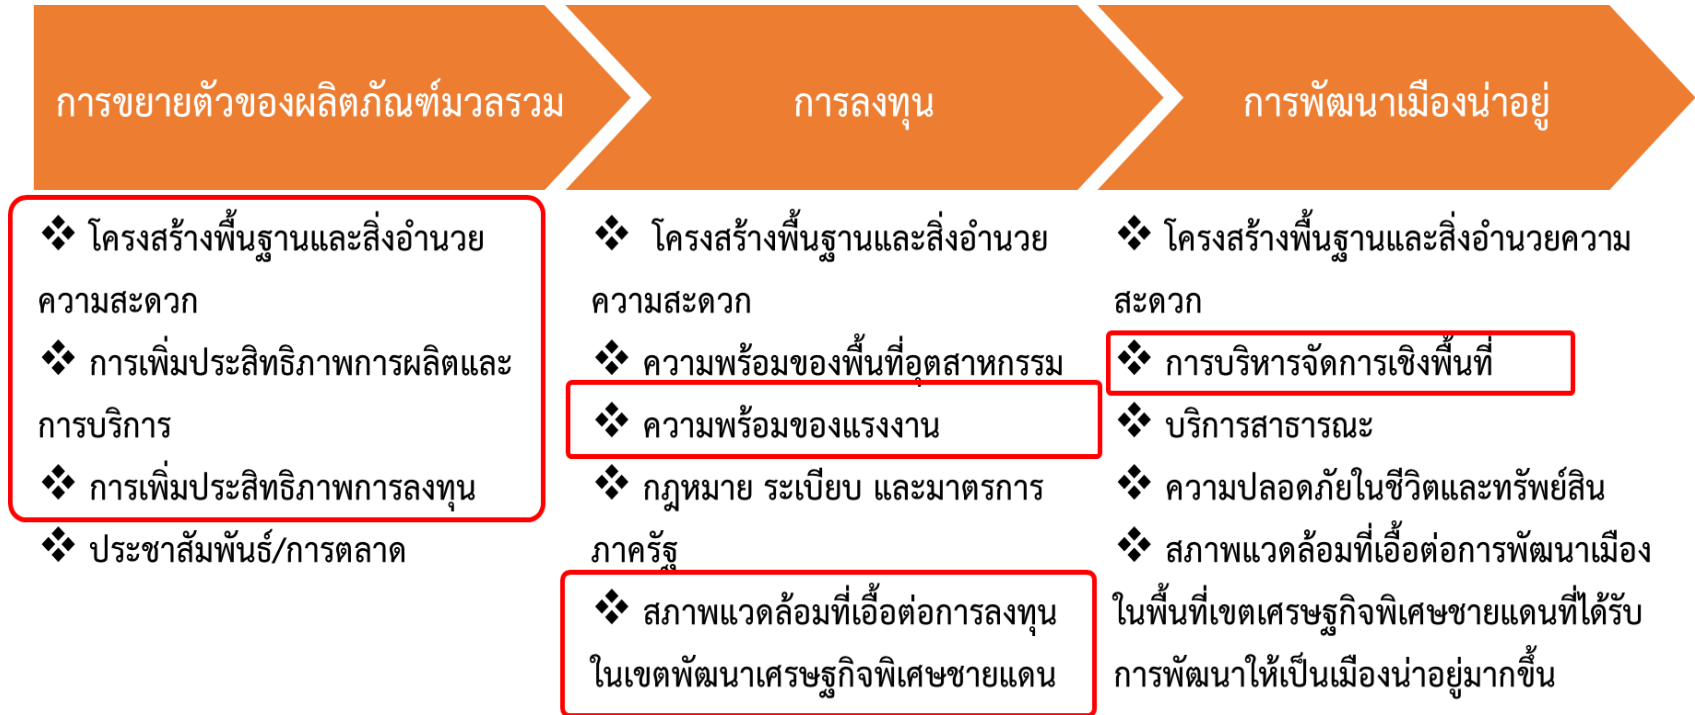 การขยายตัวของผลิตภัณฑ์มวลรวม
❖ โครงสร้างพื้นฐานและสิ่งอำนวย
ความสะดวก
❖ การเพิ่มประสิทธิภาพการผลิตและ
การบริการ
❖ การเพิ่มประสิทธิภาพการลงทุน
❖ ประชาสัมพันธ์/การตลาด
การลงทุน
❖ โครงสร้างพื้นฐานและสิ่งอำนวย
ความสะดวก
❖ ความพร้อมของพื้นที่อุตสาหกรรม
❖ ความพร้อมของแรงงาน
❖ กฎหมาย ระเบียบ และมาตรการ
ภาครัฐ
❖ สภาพแวดล้อมที่เอื้อต่อการลงทุน
ในเขตพัฒนาเศรษฐกิจพิเศษชายแดน
การพัฒนาเมืองน่าอยู่
❖ โครงสร้างพื้นฐานและสิ่งอำนวยความ
สะดวก
❖ การบริหารจัดการเชิงพื้นที่
❖ บริการสาธารณะ
❖ ความปลอดภัยในชีวิตและทรัพย์สิน
❖ สภาพแวดล้อมที่เอื้อต่อการพัฒนาเมือง
ในพื้นที่เขตเศรษฐกิจพิเศษชายแดนที่ได้รับ
การพัฒนาให้เป็นเมืองน่าอยู่มากขึ้น